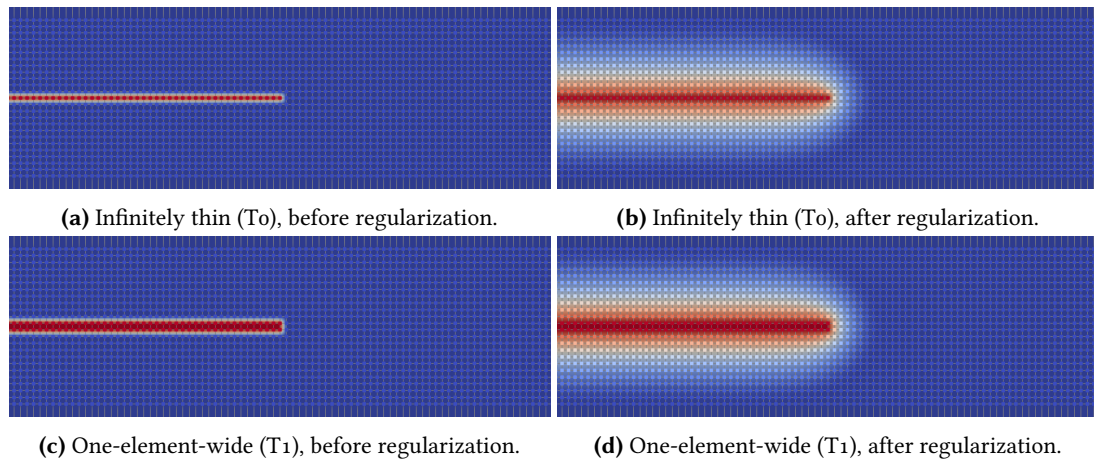 (a) Infinitely thin (T0), before regularization.
(b) Infinitely thin (T0), after regularization.
(c) One-element-wide (T1), before regularization.
(d) One-element-wide (T1), after regularization.